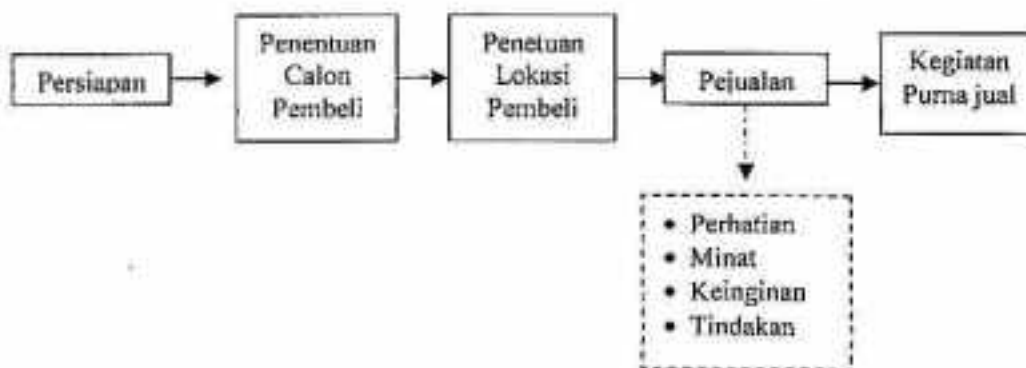 Persiapan
Penentuan
Calon
Pembeli
Penetuan
Lokasi
Pembeli
Pejualan
Kegiatan
Purna jual
• Perhatian
• Minat
• Keinginan
• Tindakan